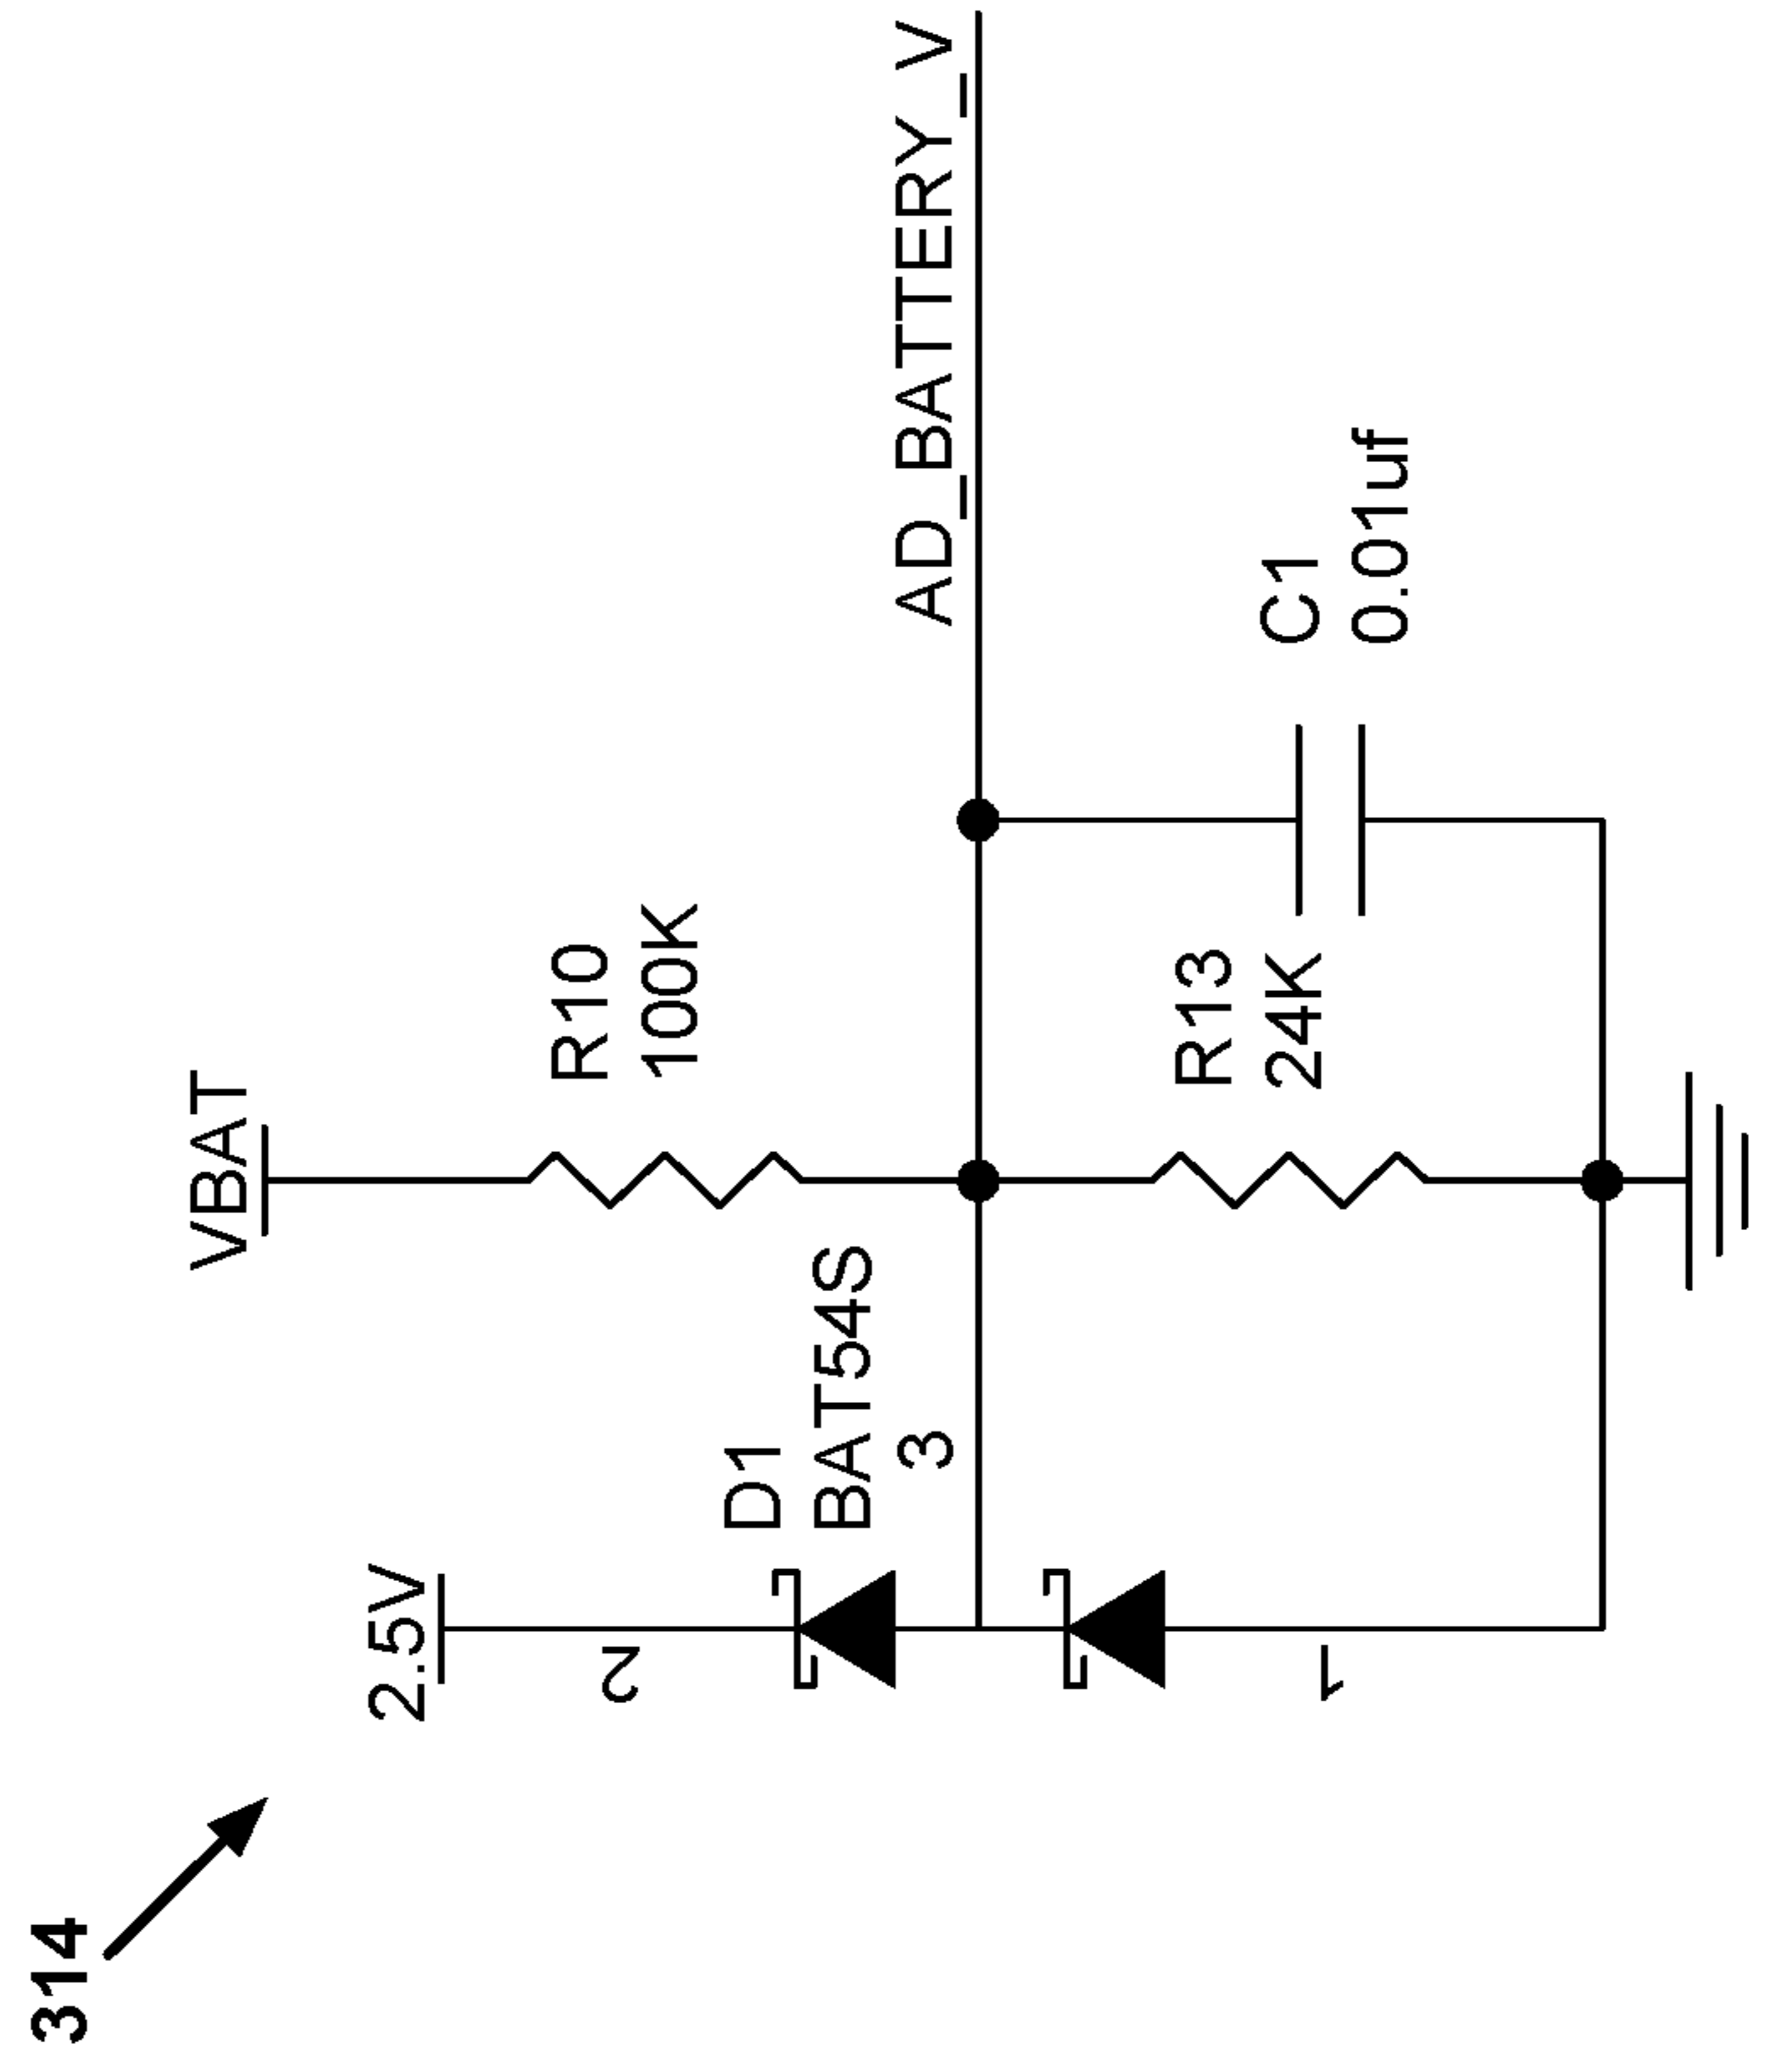 314
VBAT
2.5V
R10
100K
D1
BAT54S
2
3
AD_BATTERY_V
R13
24K
C1
0.01uf
1